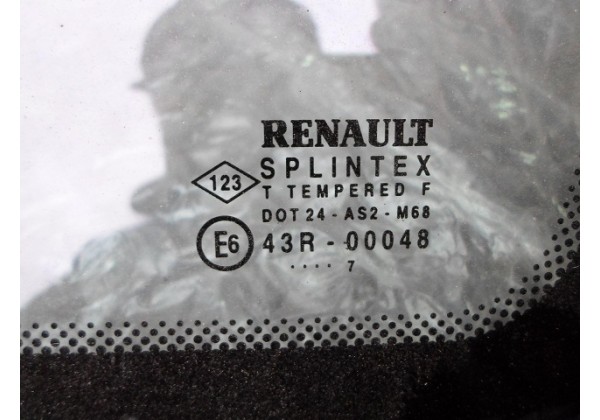 RENAULT
SPLINTEX
123
T TEMPERED F
DOT 24 - AS2 - M68
E6 43R - 00048
.... 7